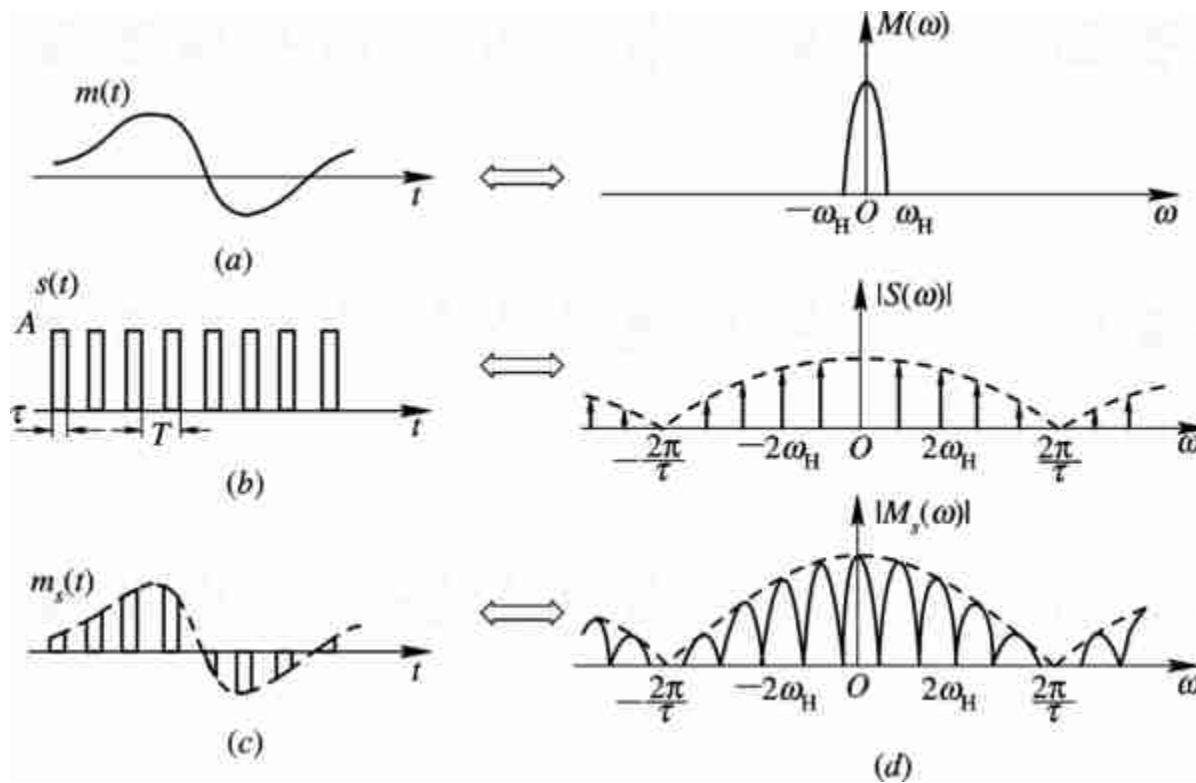 m(t)
M(ω)
t
−ω_H O ω_H
ω
(a)
s(t)
A
τ
T
t
|S(ω)|
−2π/τ
−2ω_H
O
2ω_H
2π/τ
ω
(b)
m_s(t)
t
|M_s(ω)|
−2π/τ
−2ω_H
O
2ω_H
2π/τ
ω
(c)
(d)